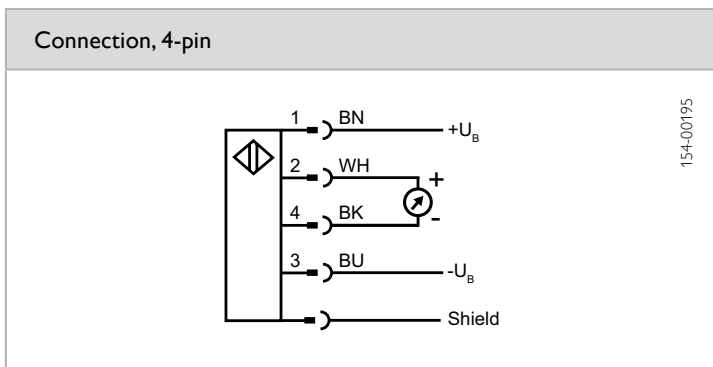 Connection, 4-pin
154-00195
1 BN +U_B
2 WH +
4 BK -
3 BU -U_B
Shield